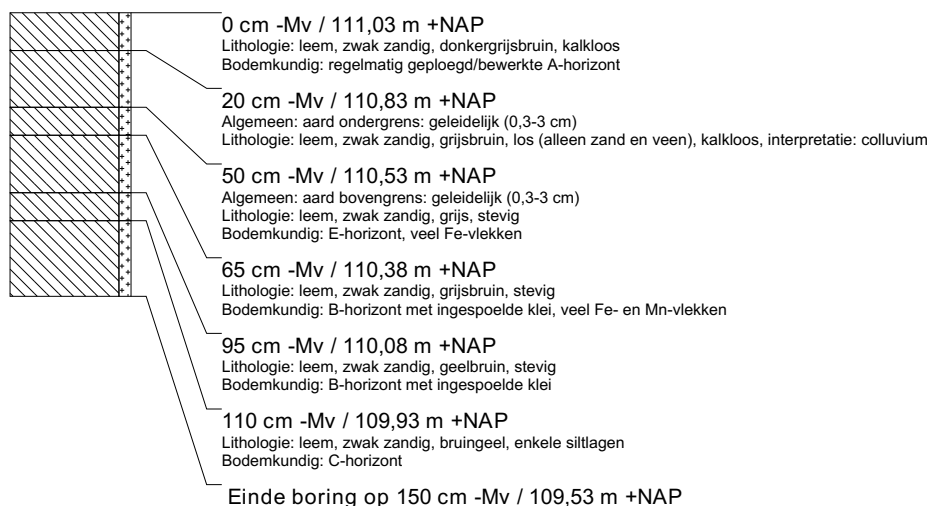 0 cm -Mv / 111,03 m +NAP
Lithologie: leem, zwak zandig, donkergrijsbruin, kalkloos
Bodemkundig: regelmatig geploegd/bewerkte A-horizont
20 cm -Mv / 110,83 m +NAP
Algemeen: aard ondergrens: geleidelijk (0,3-3 cm)
Lithologie: leem, zwak zandig, grijsbruin, los (alleen zand en veen), kalkloos, interpretatie: colluvium
50 cm -Mv / 110,53 m +NAP
Algemeen: aard bovengrens: geleidelijk (0,3-3 cm)
Lithologie: leem, zwak zandig, grijs, stevig
Bodemkundig: E-horizont, veel Fe-vlekken
65 cm -Mv / 110,38 m +NAP
Lithologie: leem, zwak zandig, grijsbruin, stevig
Bodemkundig: B-horizont met ingespoelde klei, veel Fe- en Mn-vlekken
95 cm -Mv / 110,08 m +NAP
Lithologie: leem, zwak zandig, geelbruin, stevig
Bodemkundig: B-horizont met ingespoelde klei
110 cm -Mv / 109,93 m +NAP
Lithologie: leem, zwak zandig, bruingeel, enkele siltlagen
Bodemkundig: C-horizont
Einde boring op 150 cm -Mv / 109,53 m +NAP